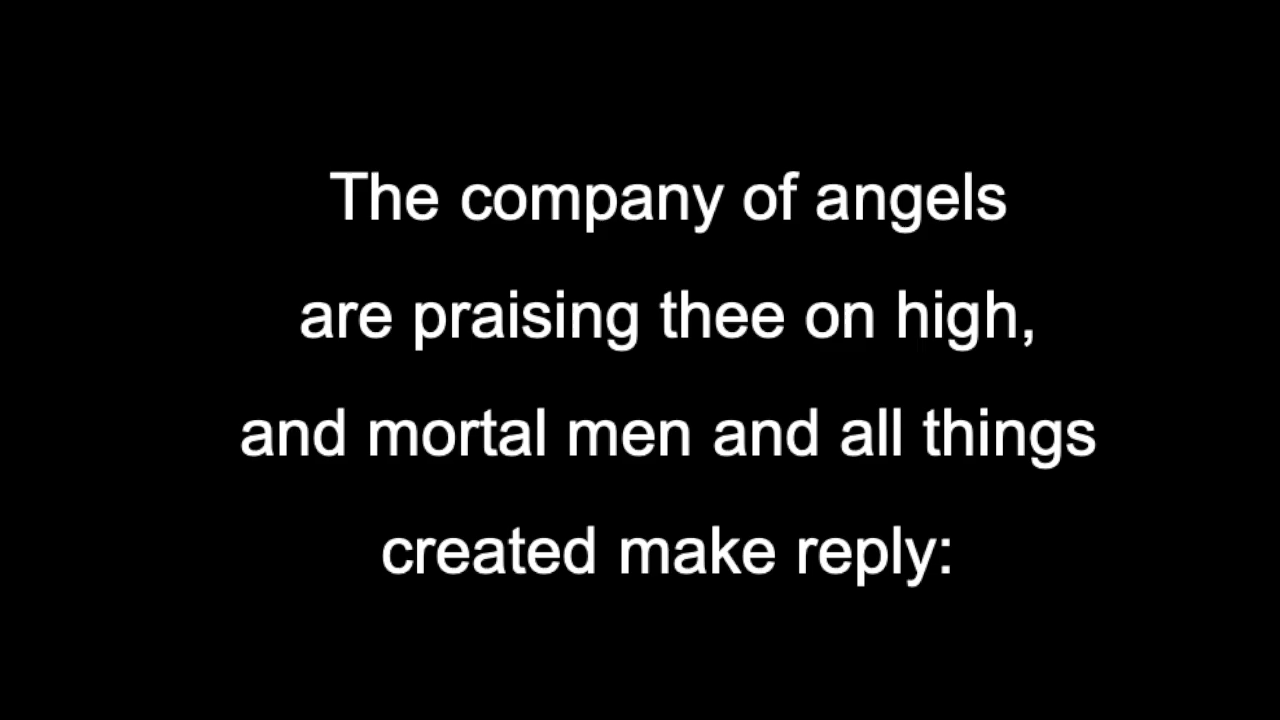 The company of angels
are praising thee on high,
and mortal men and all things
created make reply: